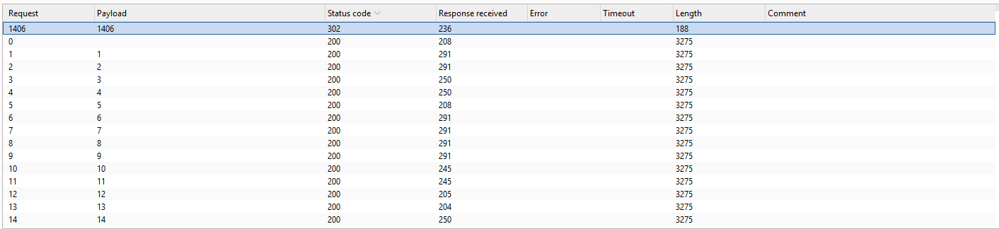 Request Payload Status code Response received Error Timeout Length Comment
1406 1406 302 236 188
0 200 208 3275
1 1 200 291 3275
2 2 200 291 3275
3 3 200 250 3275
4 4 200 250 3275
5 5 200 208 3275
6 6 200 291 3275
7 7 200 291 3275
8 8 200 291 3275
9 9 200 291 3275
10 10 200 245 3275
11 11 200 245 3275
12 12 200 205 3275
13 13 200 204 3275
14 14 200 250 3275